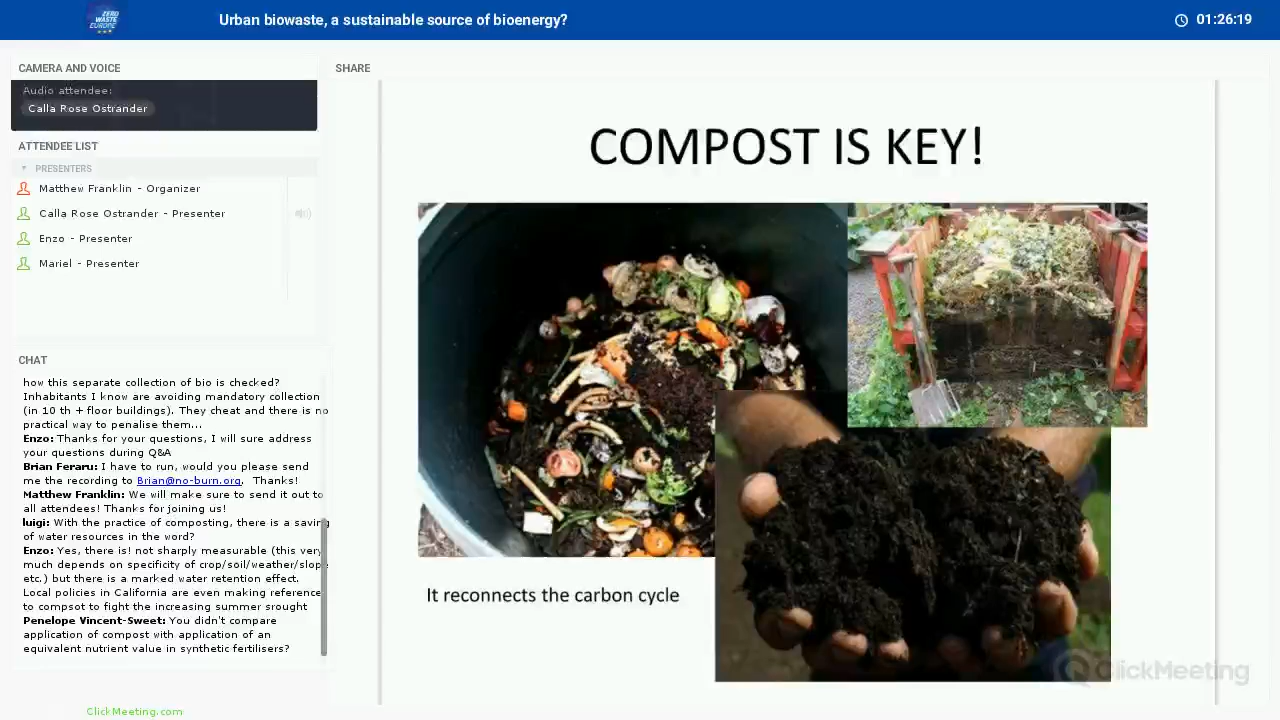 ZERO WASTE EUROPE
Urban biowaste, a sustainable source of bioenergy?
01:26:19
CAMERA AND VOICE
Audio attendee:
Calla Rose Ostrander
ATTENDEE LIST
PRESENTERS
Matthew Franklin - Organizer
Calla Rose Ostrander - Presenter
Enzo - Presenter
Mariel - Presenter
CHAT
how this separate collection of bio is checked?
Inhabitants I know are avoiding mandatory collection
(in 10 th + floor buildings). They cheat and there is no
practical way to penalise them...
Enzo: Thanks for your questions, I will sure address
your questions during Q&A
Brian Feraru: I have to run, would you please send
me the recording to Brian@no-burn.org. Thanks!
Matthew Franklin: We will make sure to send it out to
all attendees! Thanks for joining us!
luigi: With the practice of composting, there is a saving
of water resources in the word?
Enzo: Yes, there is! not sharply measurable (this very
much depends on specificity of crop/soil/weather/slope
etc.) but there is a marked water retention effect.
Local policies in California are even making reference
to compsot to fight the increasing summer srought
Penelope Vincent-Sweet: You didn't compare
application of compost with application of an
equivalent nutrient value in synthetic fertilisers?
ClickMeeting.com
SHARE
COMPOST IS KEY!
It reconnects the carbon cycle
ClickMeeting